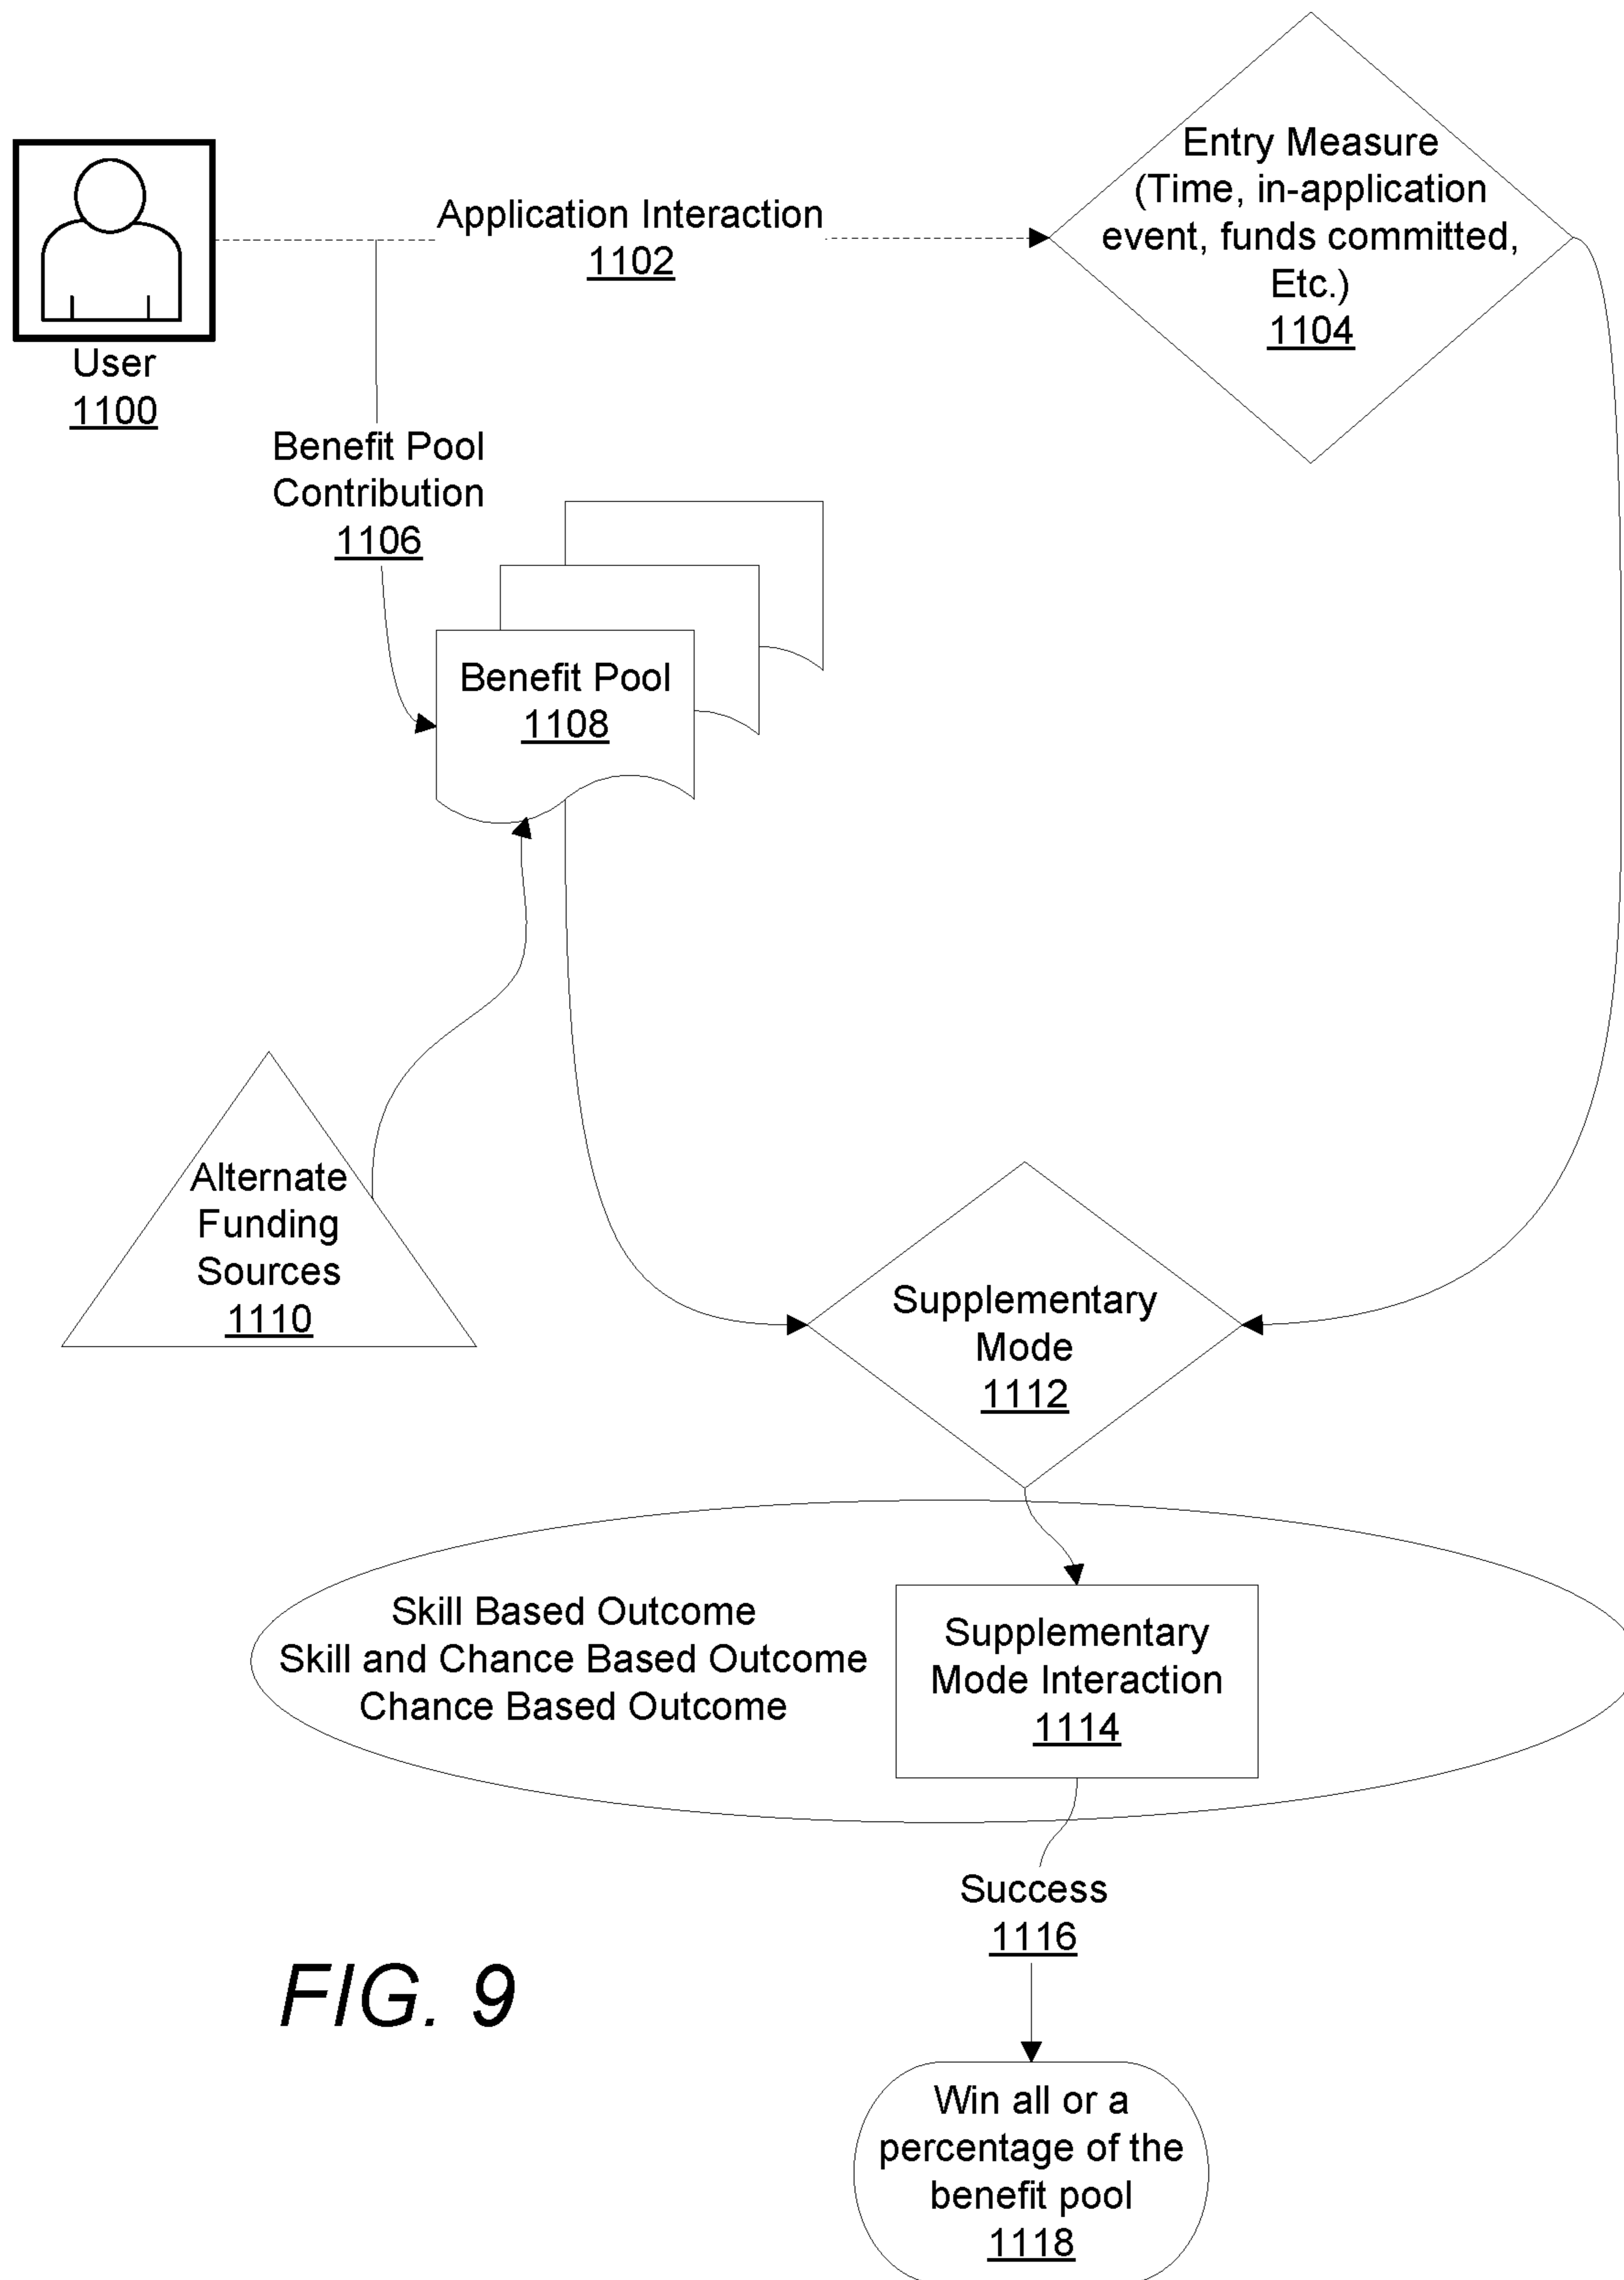 Entry Measure
(Time, in-application
event, funds committed,
Etc.)
1104
Application Interaction
1102
User
1100
Benefit Pool
Contribution
1106
Benefit Pool
1108
Alternate
Funding
Sources
1110
Supplementary
Mode
1112
Skill Based Outcome
Skill and Chance Based Outcome
Chance Based Outcome
Supplementary
Mode Interaction
1114
Success
1116
FIG. 9
Win all or a
percentage of the
benefit pool
1118